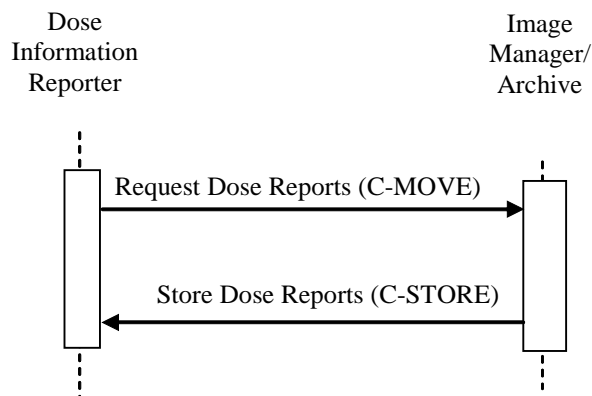 Dose
Information
Reporter
Image
Manager/
Archive
Request Dose Reports (C-MOVE)
Store Dose Reports (C-STORE)